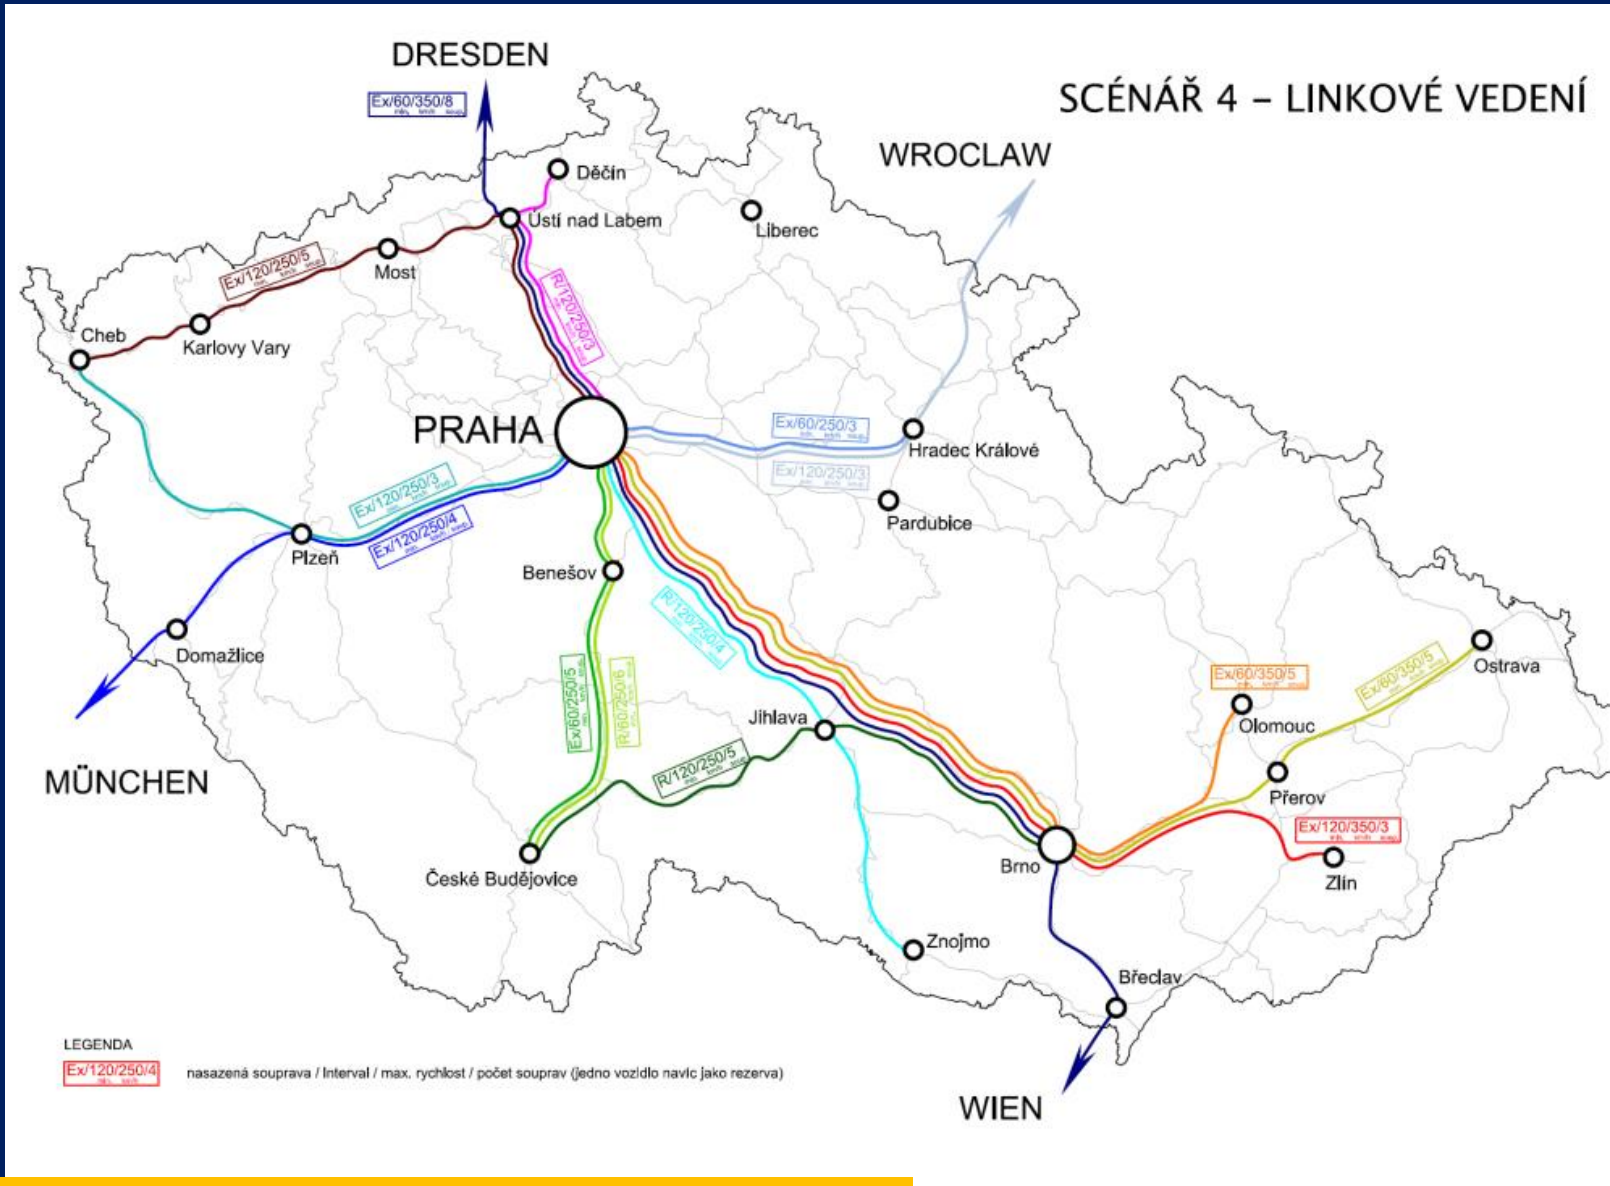 SCÉNÁŘ 4 – LINKOVÉ VEDENÍ
DRESDEN
Ex/60/350/8
WROCLAW
Děčín
Ústí nad Labem
Liberec
Ex/120/250/5
Most
R/120/250/3
Cheb
Karlovy Vary
PRAHA
Ex/60/250/3
Hradec Králové
Ex/120/250/3
Pardubice
Ex/120/250/3
Ex/120/250/4
Plzeň
Benešov
R/120/250/4
Domažlice
Ex/60/250/5
R/60/250/6
Ostrava
Ex/60/350/5
Ex/60/350/5
Olomouc
Jihlava
R/120/250/5
MÜNCHEN
Přerov
Ex/120/350/3
Zlín
Brno
České Budějovice
Znojmo
Břeclav
WIEN
LEGENDA
Ex/120/250/4
nasazená souprava / interval / max. rychlost / počet souprav (jedno vozidlo navíc jako rezerva)